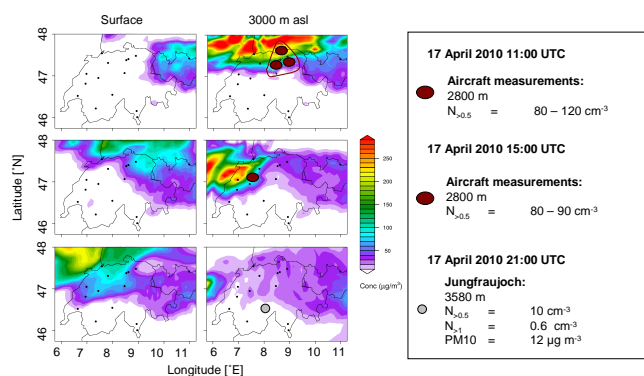 Surface
3000 m asl
48
47
46
48
47
46
48
47
46
Latitude [˚N]
6 7 8 9 10 11
6 7 8 9 10 11
Longitude [˚E]
250
200
150
100
50
Conc (µg/m³)
17 April 2010 11:00 UTC
Aircraft measurements:
2800 m
N>0.5 = 80 – 120 cm-3
17 April 2010 15:00 UTC
Aircraft measurements:
2800 m
N>0.5 = 80 – 90 cm-3
17 April 2010 21:00 UTC
Jungfraujoch:
3580 m
N>0.5 = 10 cm-3
N>1 = 0.6 cm-3
PM10 = 12 µg m-3